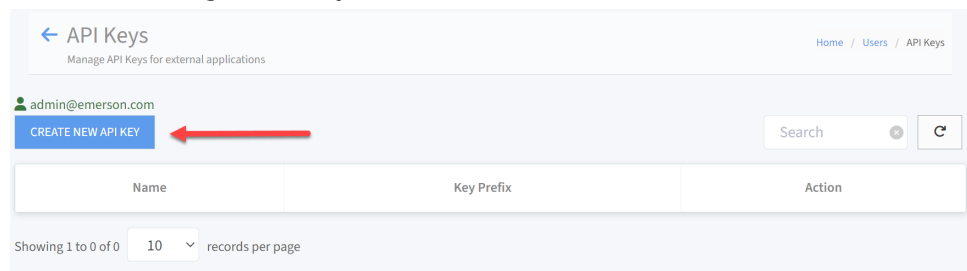 API Keys
Manage API Keys for external applications
Home / Users / API Keys
admin@emerson.com
CREATE NEW API KEY
Search
Name Key Prefix Action
Showing 1 to 0 of 0 10 records per page